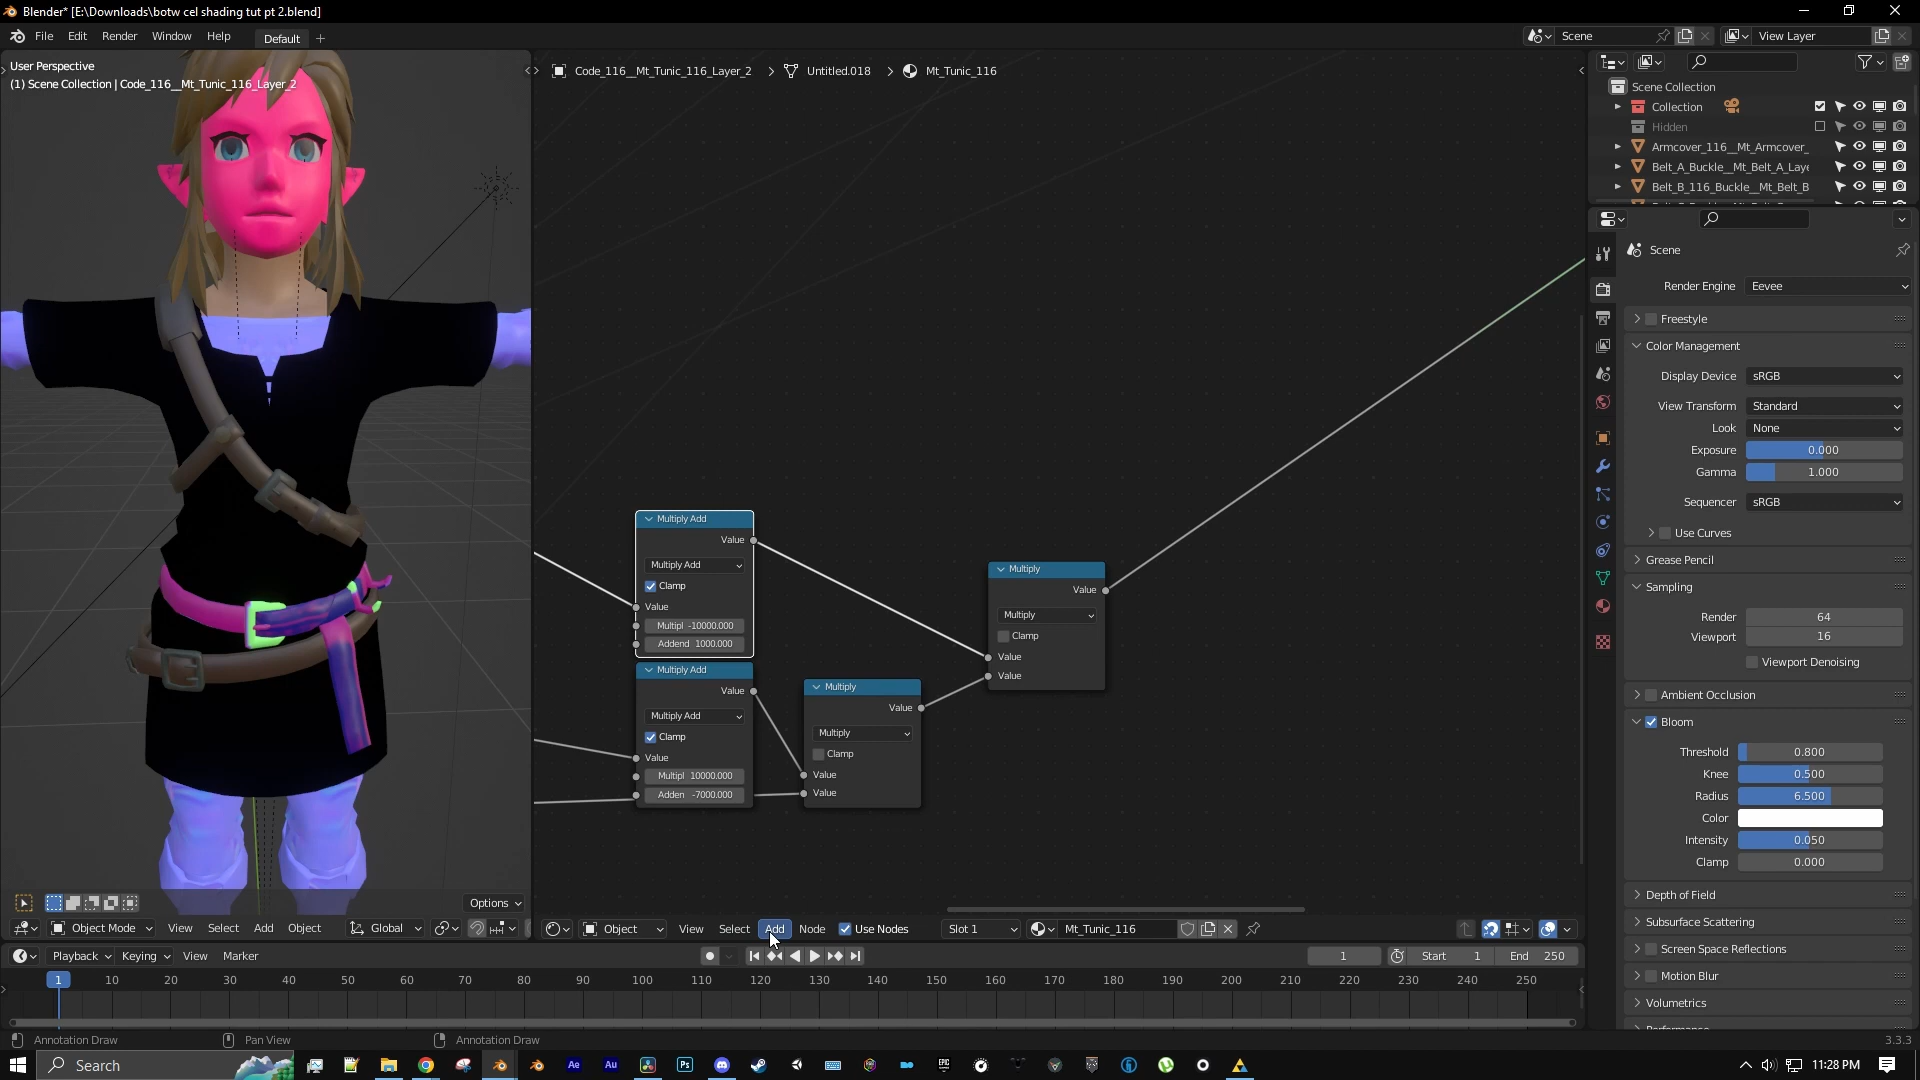 Blender* [E:\Downloads\botw cel shading tut pt 2.blend]
File Edit Render Window Help Default + Scene View Layer
User Perspective
(1) Scene Collection | Code_116__Mt_Tunic_116_Layer_2
Code_116__Mt_Tunic_116_Layer_2 > Untitled.018 > Mt_Tunic_116
Scene Collection
Collection
Hidden
Armcover_116__Mt_Armcover_
Belt_A_Buckle__Mt_Belt_A_Laye
Belt_B_116_Buckle__Mt_Belt_B
Scene
Render Engine Eevee
Freestyle
Color Management
Display Device sRGB
View Transform Standard
Look None
Exposure 0.000
Gamma 1.000
Sequencer sRGB
Use Curves
Grease Pencil
Sampling
Render 64
Viewport 16
Viewport Denoising
Ambient Occlusion
Bloom
Threshold 0.800
Knee 0.500
Radius 6.500
Color
Intensity 0.050
Clamp 0.000
Depth of Field
Subsurface Scattering
Screen Space Reflections
Motion Blur
Volumetrics
Multiply Add
Value
Multiply Add
Clamp
Value
Multipl -10000.000
Addend 1000.000
Multiply Add
Value
Multiply Add
Clamp
Value
Multipl 10000.000
Adden -7000.000
Multiply
Value
Multiply
Clamp
Value
Value
Multiply
Value
Multiply
Clamp
Value
Value
Options
Object Mode View Select Add Object Global
Object View Select Add Node Use Nodes Slot 1 Mt_Tunic_116
Playback Keying View Marker 1 Start 1 End 250
1 10 20 30 40 50 60 70 80 90 100 110 120 130 140 150 160 170 180 190 200 210 220 230 240 250
Annotation Draw Pan View Annotation Draw 3.3.3
Search 11:28 PM